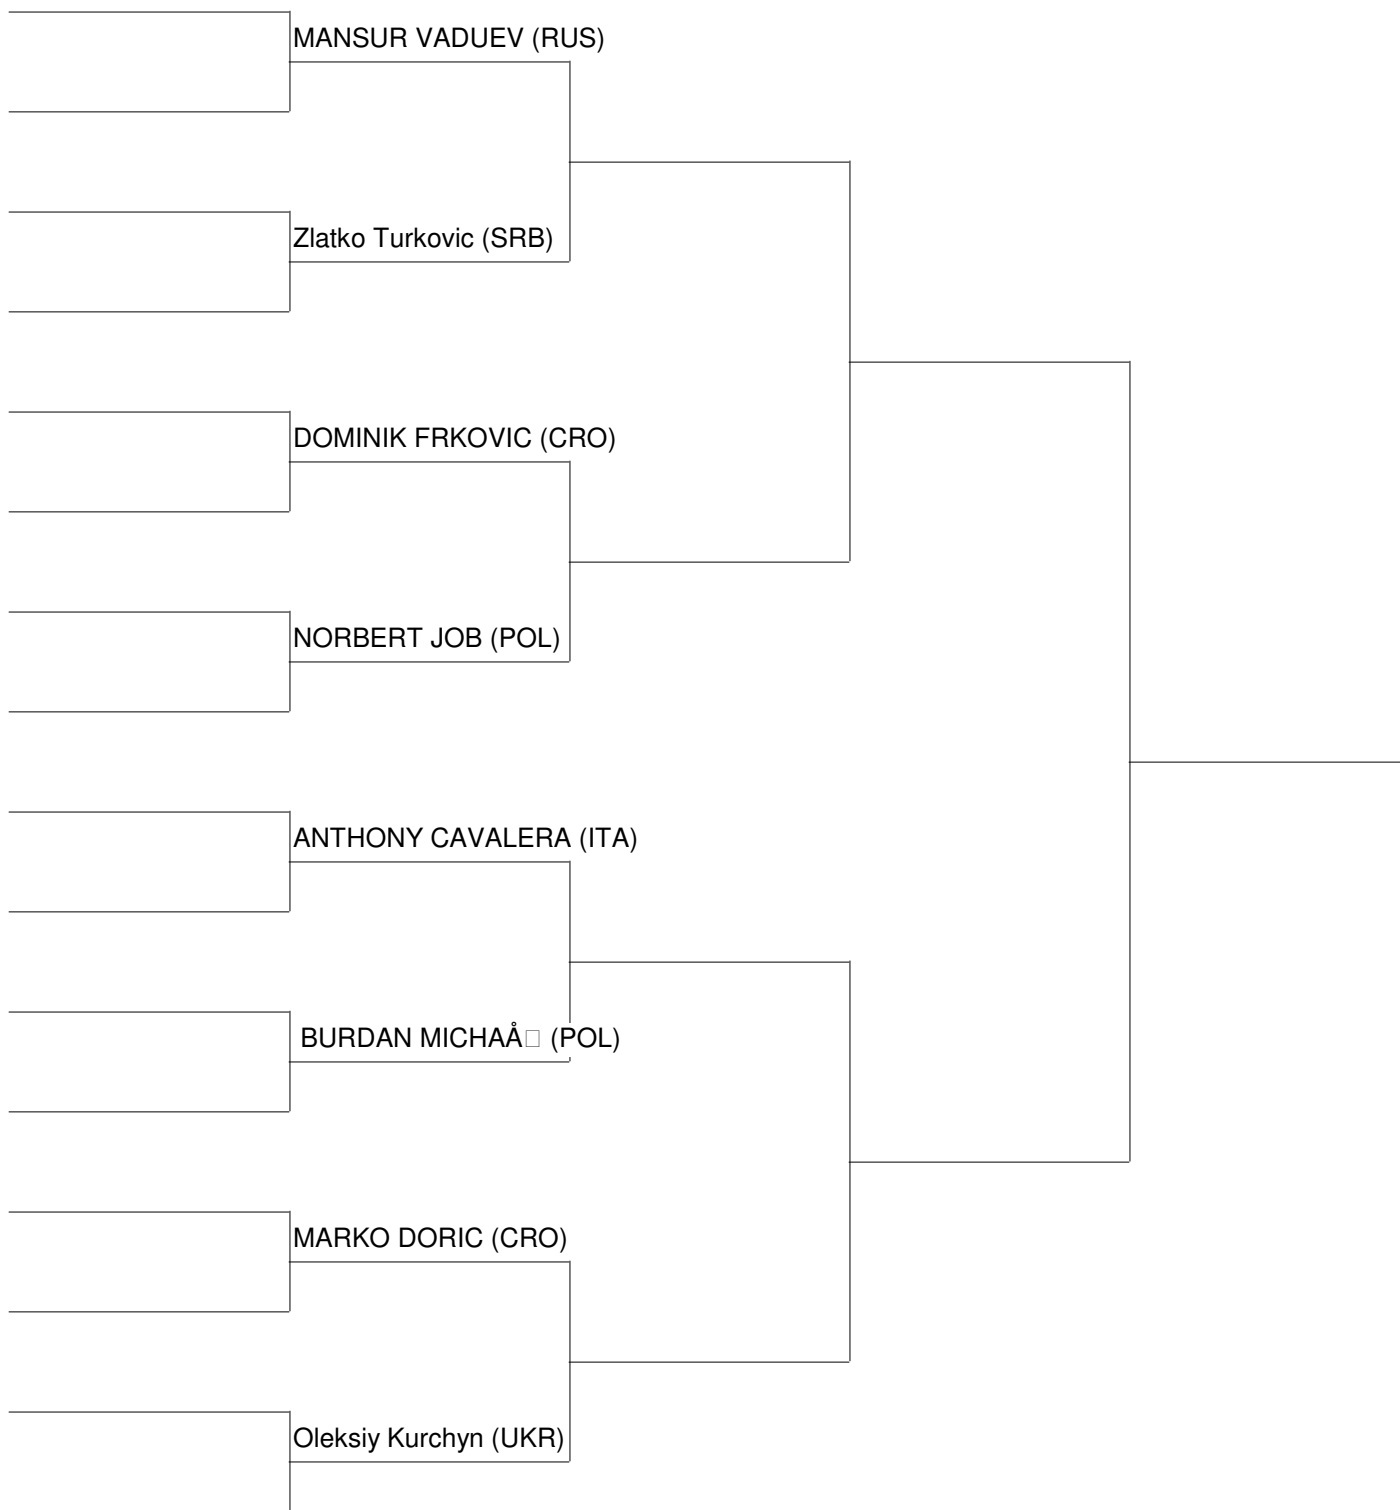 MANSUR VADUEV (RUS)
Zlatko Turkovic (SRB)
DOMINIK FRKOVIC (CRO)
NORBERT JOB (POL)
ANTHONY CAVALERA (ITA)
BURDAN MICHAÅ□ (POL)
MARKO DORIC (CRO)
Oleksiy Kurchyn (UKR)